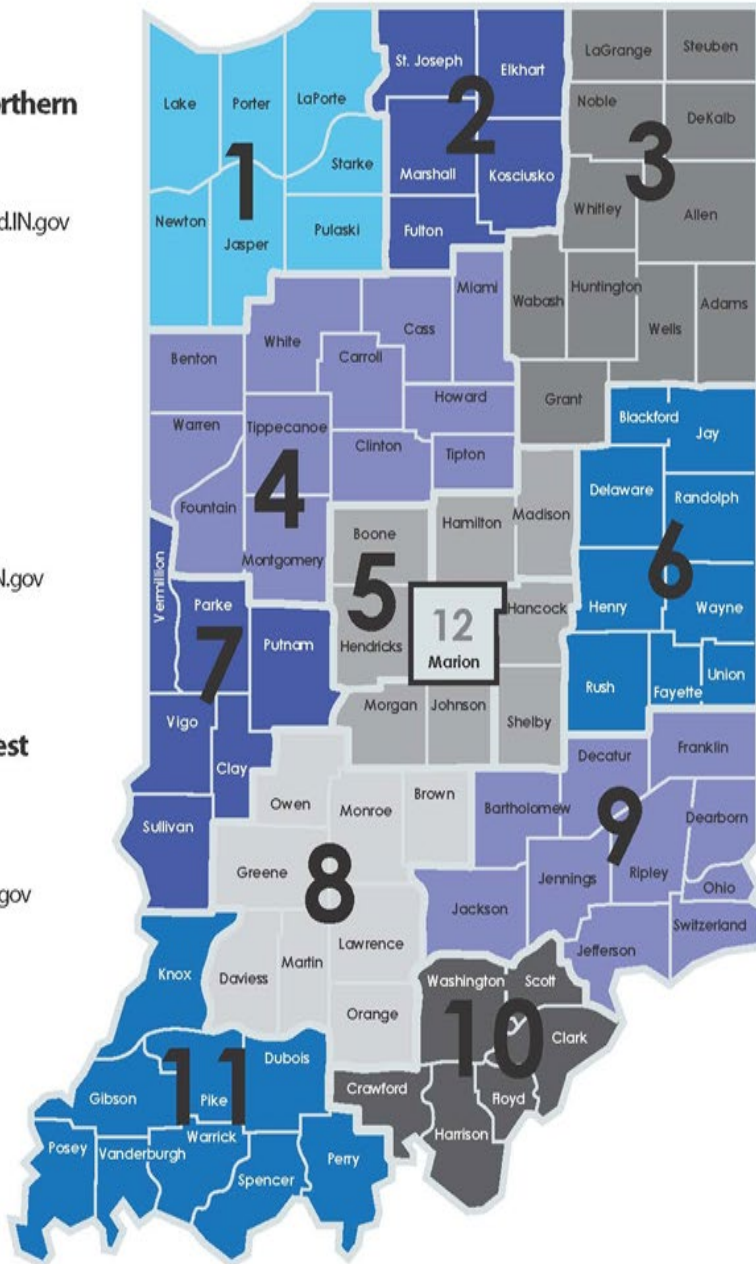 rthern
d.IN.gov
N.gov
est
gov
Lake
Porter
LaPorte
St. Joseph
Elkhart
LaGrange
Steuben
Noble
DeKalb
1
2
3
Starke
Marshall
Kosciusko
Whitley
Allen
Newton
Jasper
Pulaski
Fulton
Miami
Wabash
Huntington
Wells
Adams
White
Cass
Carroll
Benton
Howard
Grant
Blackford
Jay
Warren
Tippecanoe
Clinton
Tipton
4
Delaware
Randolph
Fountain
Montgomery
Boone
Hamilton
Madison
5
6
Vermillion
Parke
Putnam
Hendricks
12
Marion
Hancock
Henry
Wayne
7
Rush
Fayette
Union
Vigo
Clay
Morgan
Johnson
Shelby
Decatur
Franklin
Sullivan
Owen
Monroe
Brown
Bartholomew
9
Dearborn
Greene
8
Jennings
Ripley
Ohio
Jackson
Switzerland
Jefferson
Knox
Daviess
Martin
Lawrence
Washington
Scott
Orange
10
y
Clark
Dubois
Gibson
11
Pike
Crawford
Floyd
Harrison
Posey
Vanderburgh
Warrick
Spencer
Perry